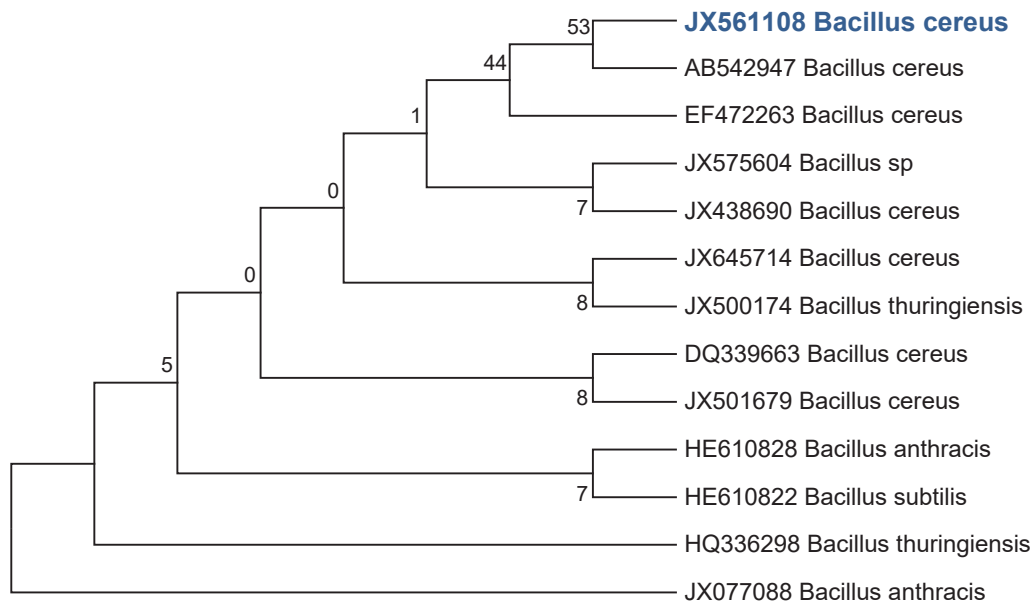 53
JX561108 Bacillus cereus
44
AB542947 Bacillus cereus
1
EF472263 Bacillus cereus
JX575604 Bacillus sp
0
7
JX438690 Bacillus cereus
JX645714 Bacillus cereus
0
8
JX500174 Bacillus thuringiensis
DQ339663 Bacillus cereus
5
8
JX501679 Bacillus cereus
HE610828 Bacillus anthracis
7
HE610822 Bacillus subtilis
HQ336298 Bacillus thuringiensis
JX077088 Bacillus anthracis